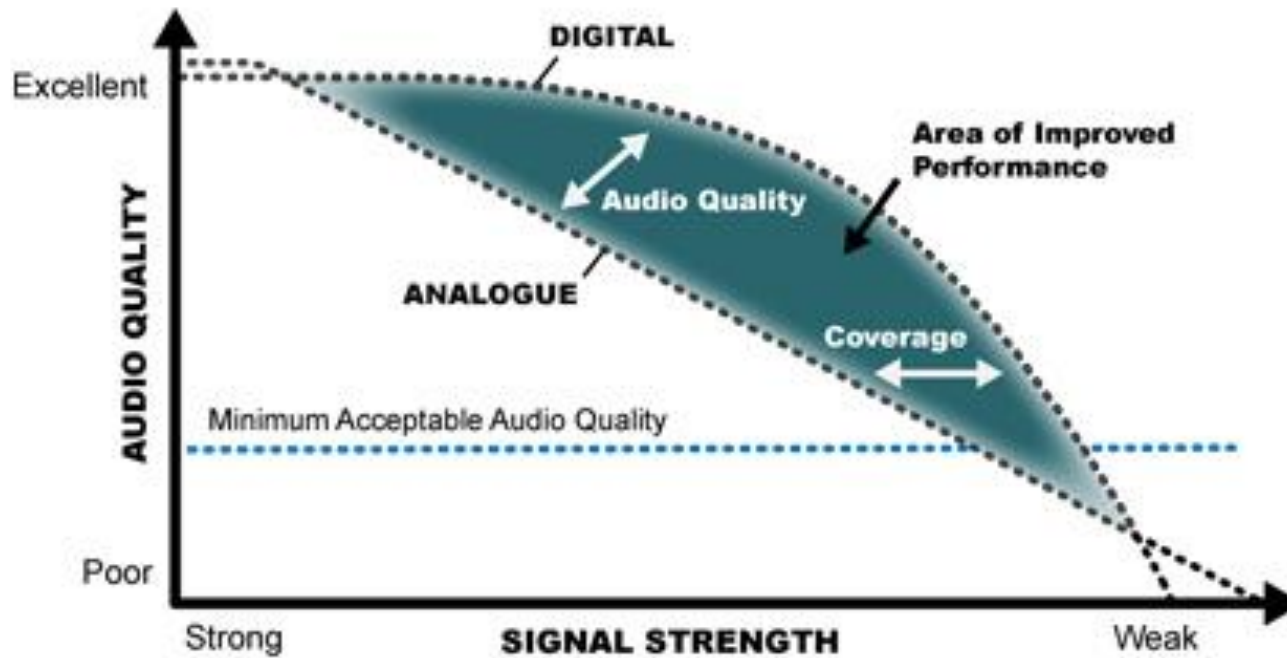 DIGITAL
Excellent
Area of Improved
Performance
Audio Quality
ANALOGUE
AUDIO QUALITY
Coverage
Minimum Acceptable Audio Quality
Poor
Strong
SIGNAL STRENGTH
Weak